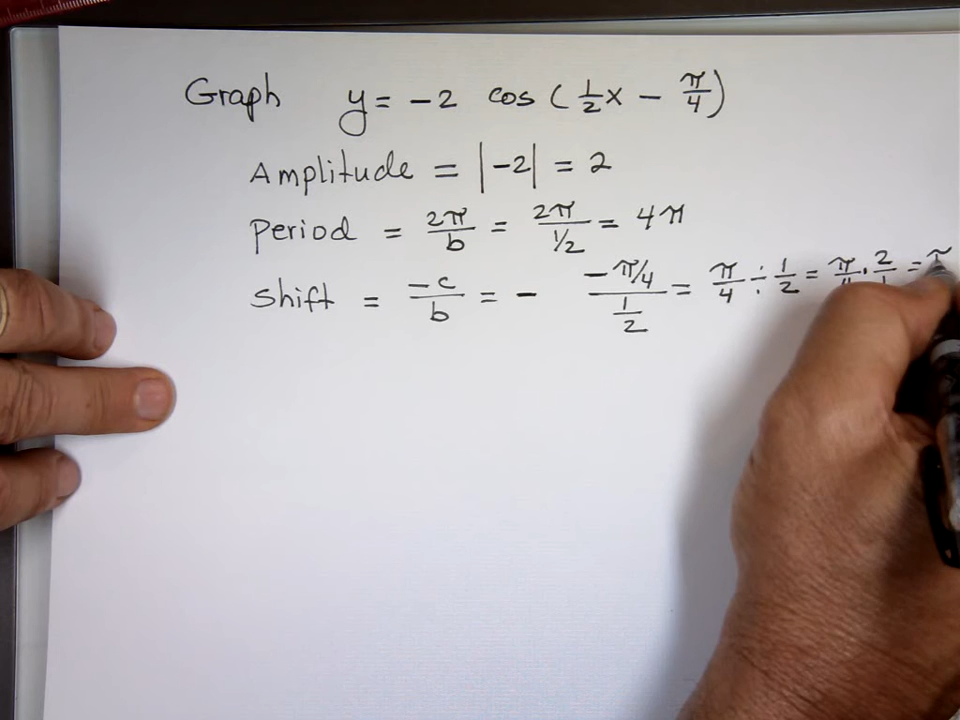 Graph y = -2 cos ( 1/2 x - π/4 )
Amplitude = |-2| = 2
Period = 2π/b = 2π/1/2 = 4π
Shift = -c/b = - -π/4/1/2 = π/4 ÷ 1/2 = π/4 · 2/1 = π